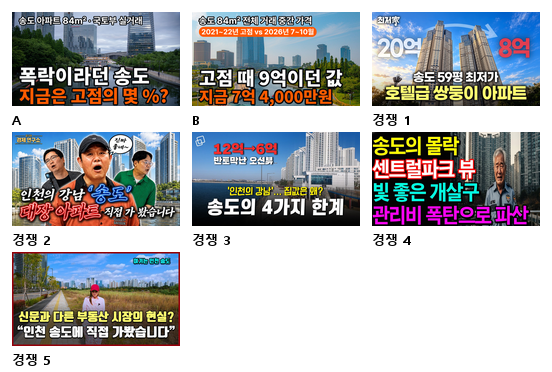 송도 아파트 84m² · 국토부 실거래
폭락이라던 송도
지금은 고점의 몇 %?
A
송도 84m² 전체 거래 중간 가격
2021~22년 고점 vs 2026년 7~10월
고점 때 9억이던 값
지금 7억 4,000만원
B
최저家
20억
8억
송도 59평 최저가
호텔급 쌍둥이 아파트
경쟁 1
경제 연구소
인천의 강남 '송도'
대장 아파트 직접 가 봤습니다
경쟁 2
12억→6억
반토막난 오션뷰
'인천의 강남'... 집값은 왜?
송도의 4가지 한계
경쟁 3
송도의 몰락
센트럴파크 뷰
빛 좋은 개살구
관리비 폭탄으로 파산
경쟁 4
신문과 다른 부동산 시장의 현실?
"인천 송도에 직접 가봤습니다"
경쟁 5